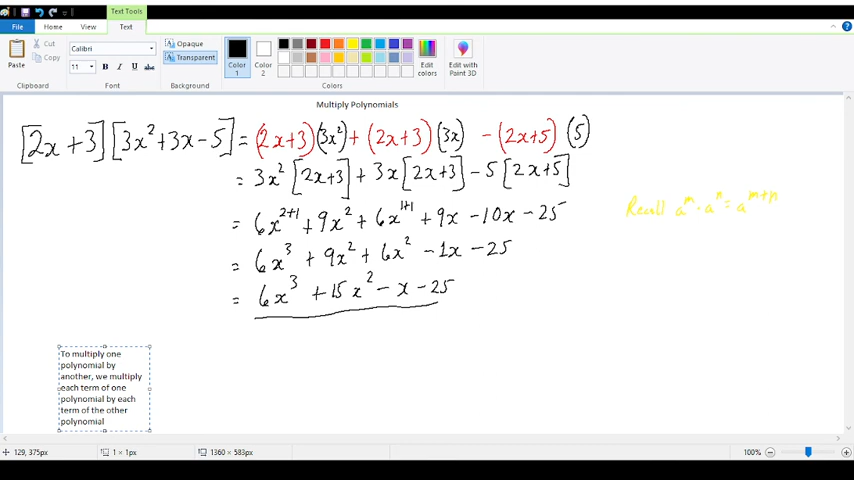 Text Tools
File Home View Text
Paste
Cut
Copy
Clipboard
Calibri
11 B I U abc
Font
Opaque
Transparent
Background
Color 1
Color 2
Edit colors
Edit with Paint 3D
Colors
Multiply Polynomials
[2x+3][3x²+3x-5] = (2x+3)(3x²)+(2x+3)(3x) -(2x+5)(5)
= 3x²[2x+3]+3x[2x+3]-5[2x+5]
= 6x²⁺¹+9x²+6x¹⁺¹+9x-10x-25
Recall aᵐ·aⁿ=aᵐ⁺ⁿ
= 6x³+9x²+6x²-1x-25
= 6x³+15x²-x-25
To multiply one
polynomial by
another, we multiply
each term of one
polynomial by each
term of the other
polynomial
129, 375px
1 × 1px
1360 × 583px
100%